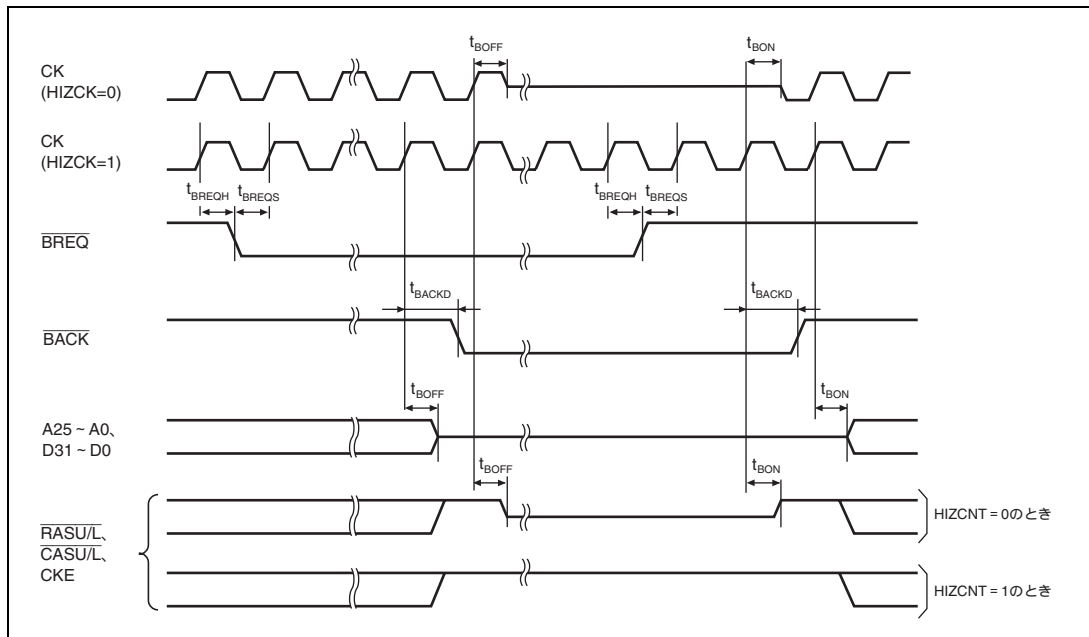 tBOFF
tBON
CK
(HIZCK=0)
CK
(HIZCK=1)
tBREQH
tBREQS
tBREQH
tBREQS
BREQ
tBACKD
tBACKD
BACK
tBOFF
tBON
A25 ~ A0、
D31 ~ D0
tBOFF
tBON
HIZCNT = 0のとき
RASU/L、
CASU/L、
CKE
HIZCNT = 1のとき